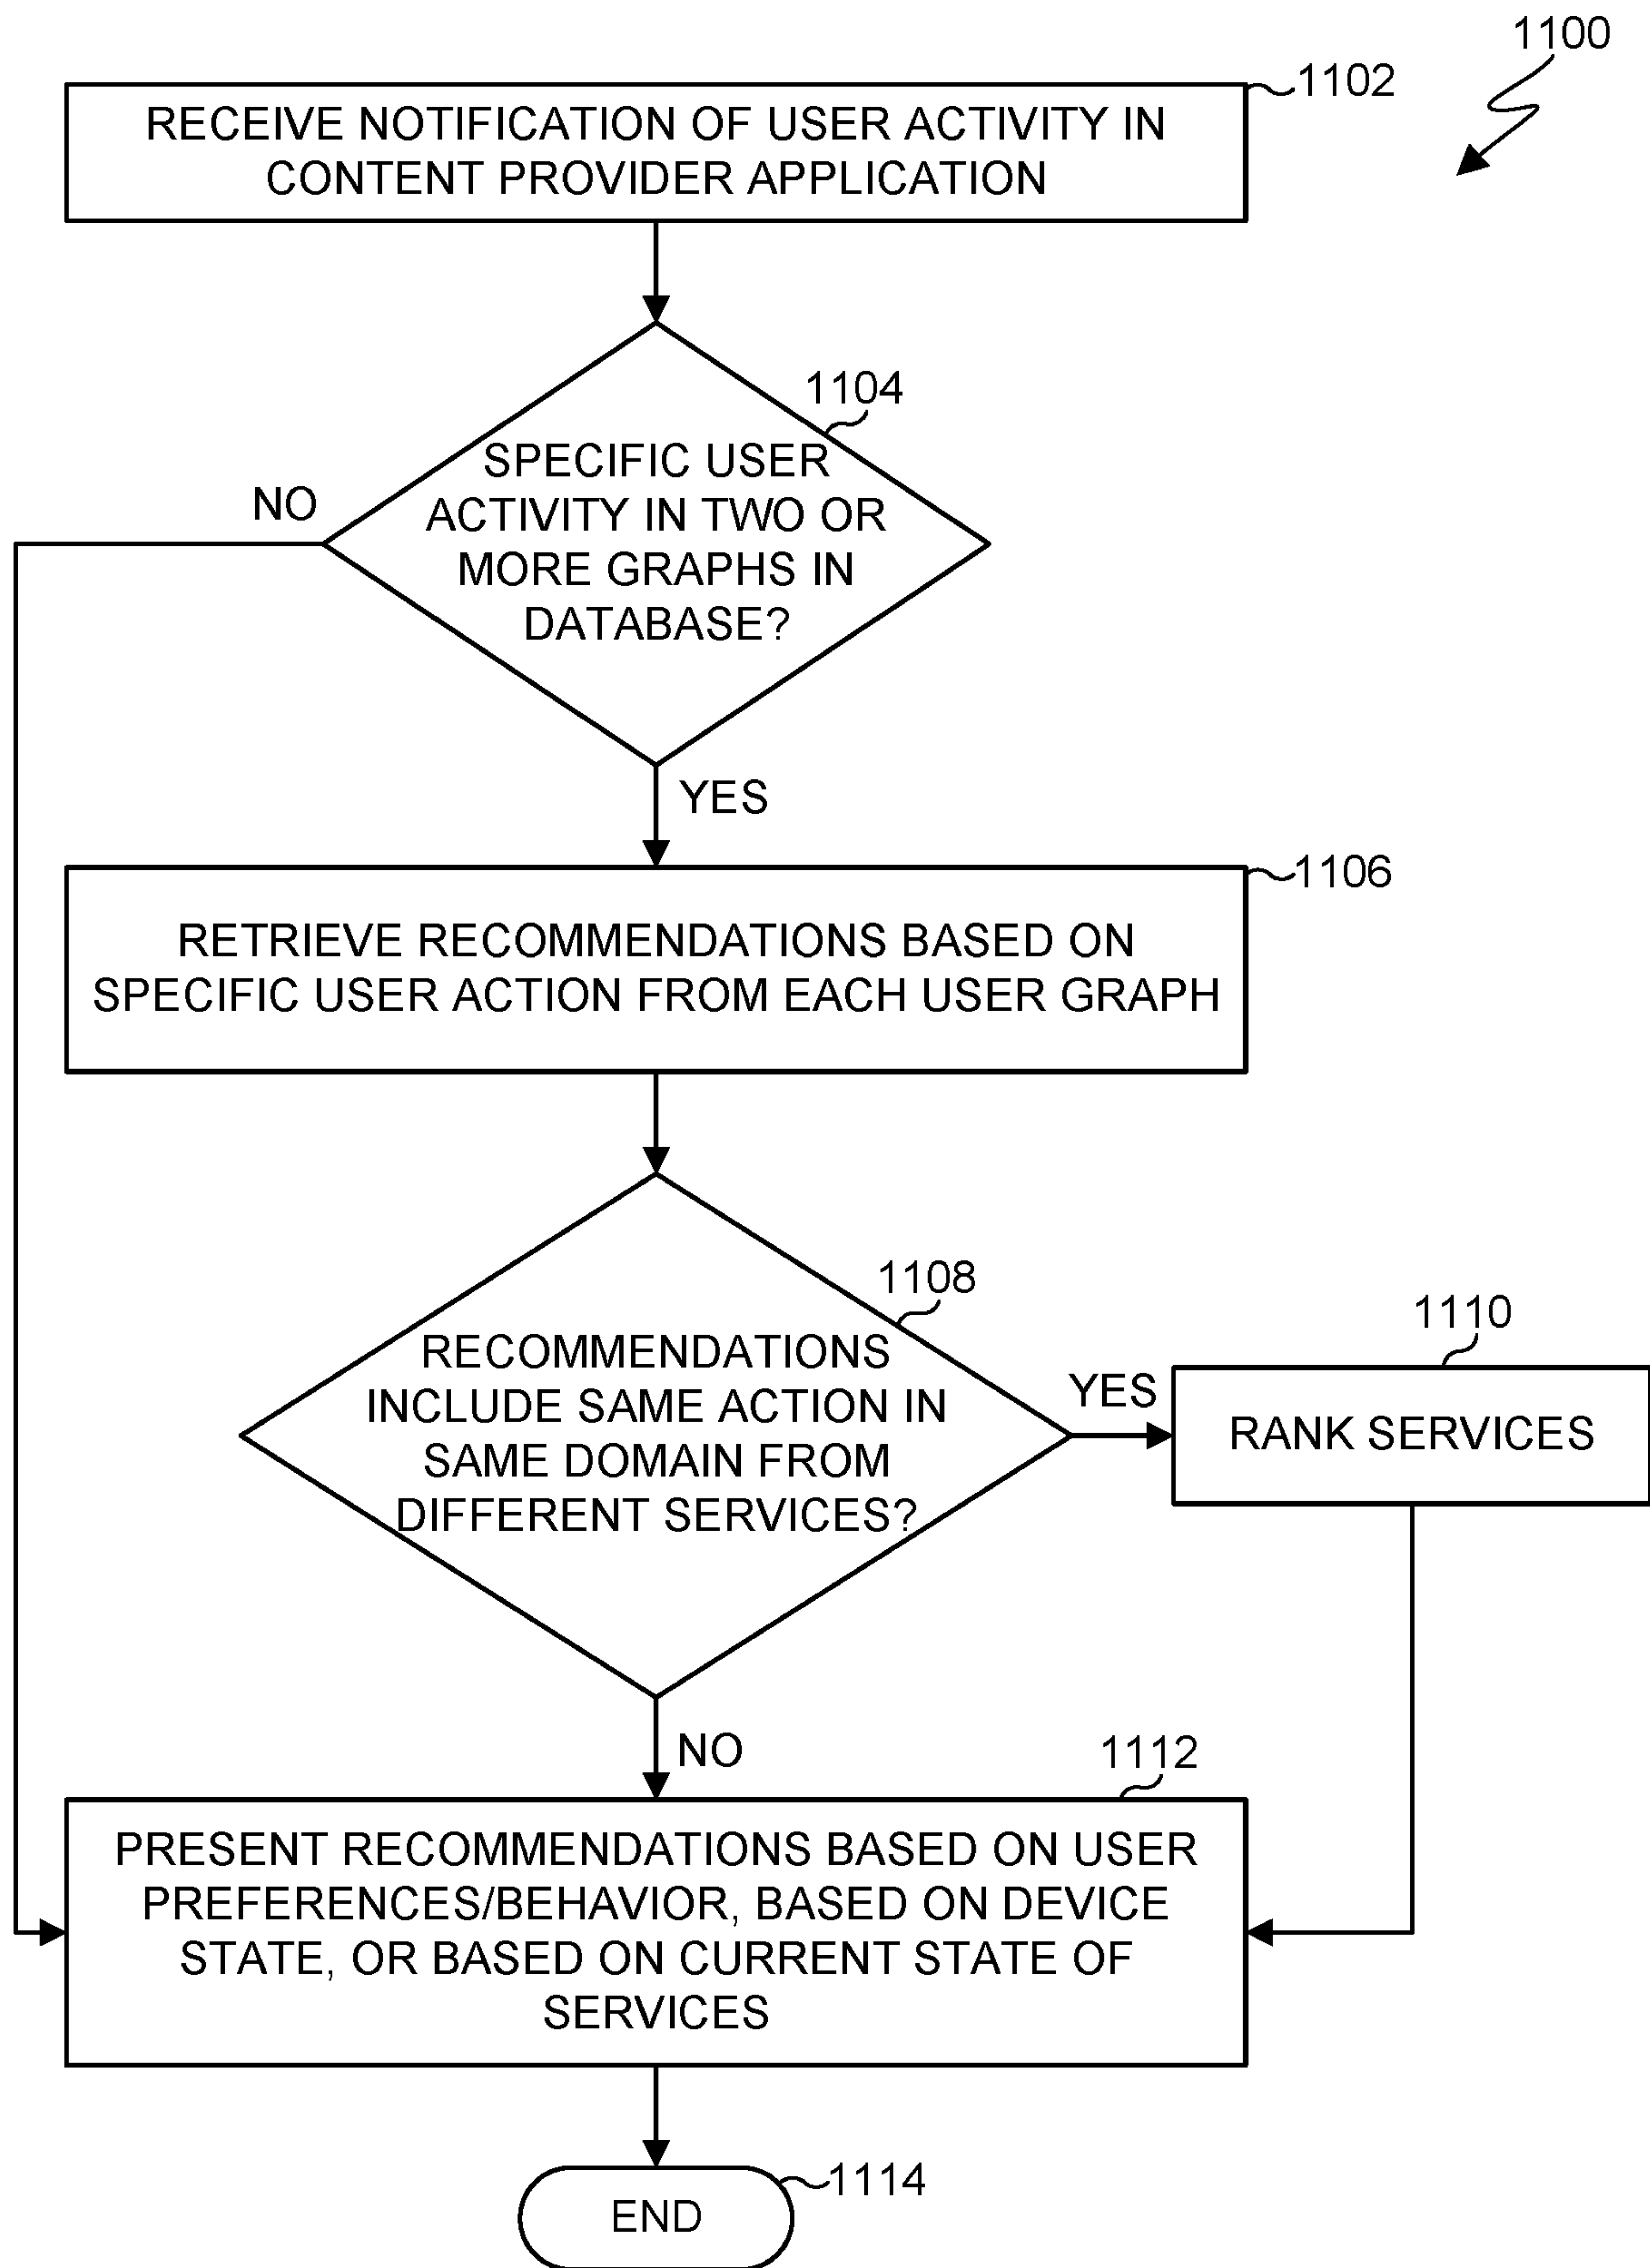 1100
1102
RECEIVE NOTIFICATION OF USER ACTIVITY IN
CONTENT PROVIDER APPLICATION
1104
SPECIFIC USER
ACTIVITY IN TWO OR
MORE GRAPHS IN
DATABASE?
NO
YES
1106
RETRIEVE RECOMMENDATIONS BASED ON
SPECIFIC USER ACTION FROM EACH USER GRAPH
1108
RECOMMENDATIONS
INCLUDE SAME ACTION IN
SAME DOMAIN FROM
DIFFERENT SERVICES?
YES
1110
RANK SERVICES
NO
1112
PRESENT RECOMMENDATIONS BASED ON USER
PREFERENCES/BEHAVIOR, BASED ON DEVICE
STATE, OR BASED ON CURRENT STATE OF
SERVICES
1114
END